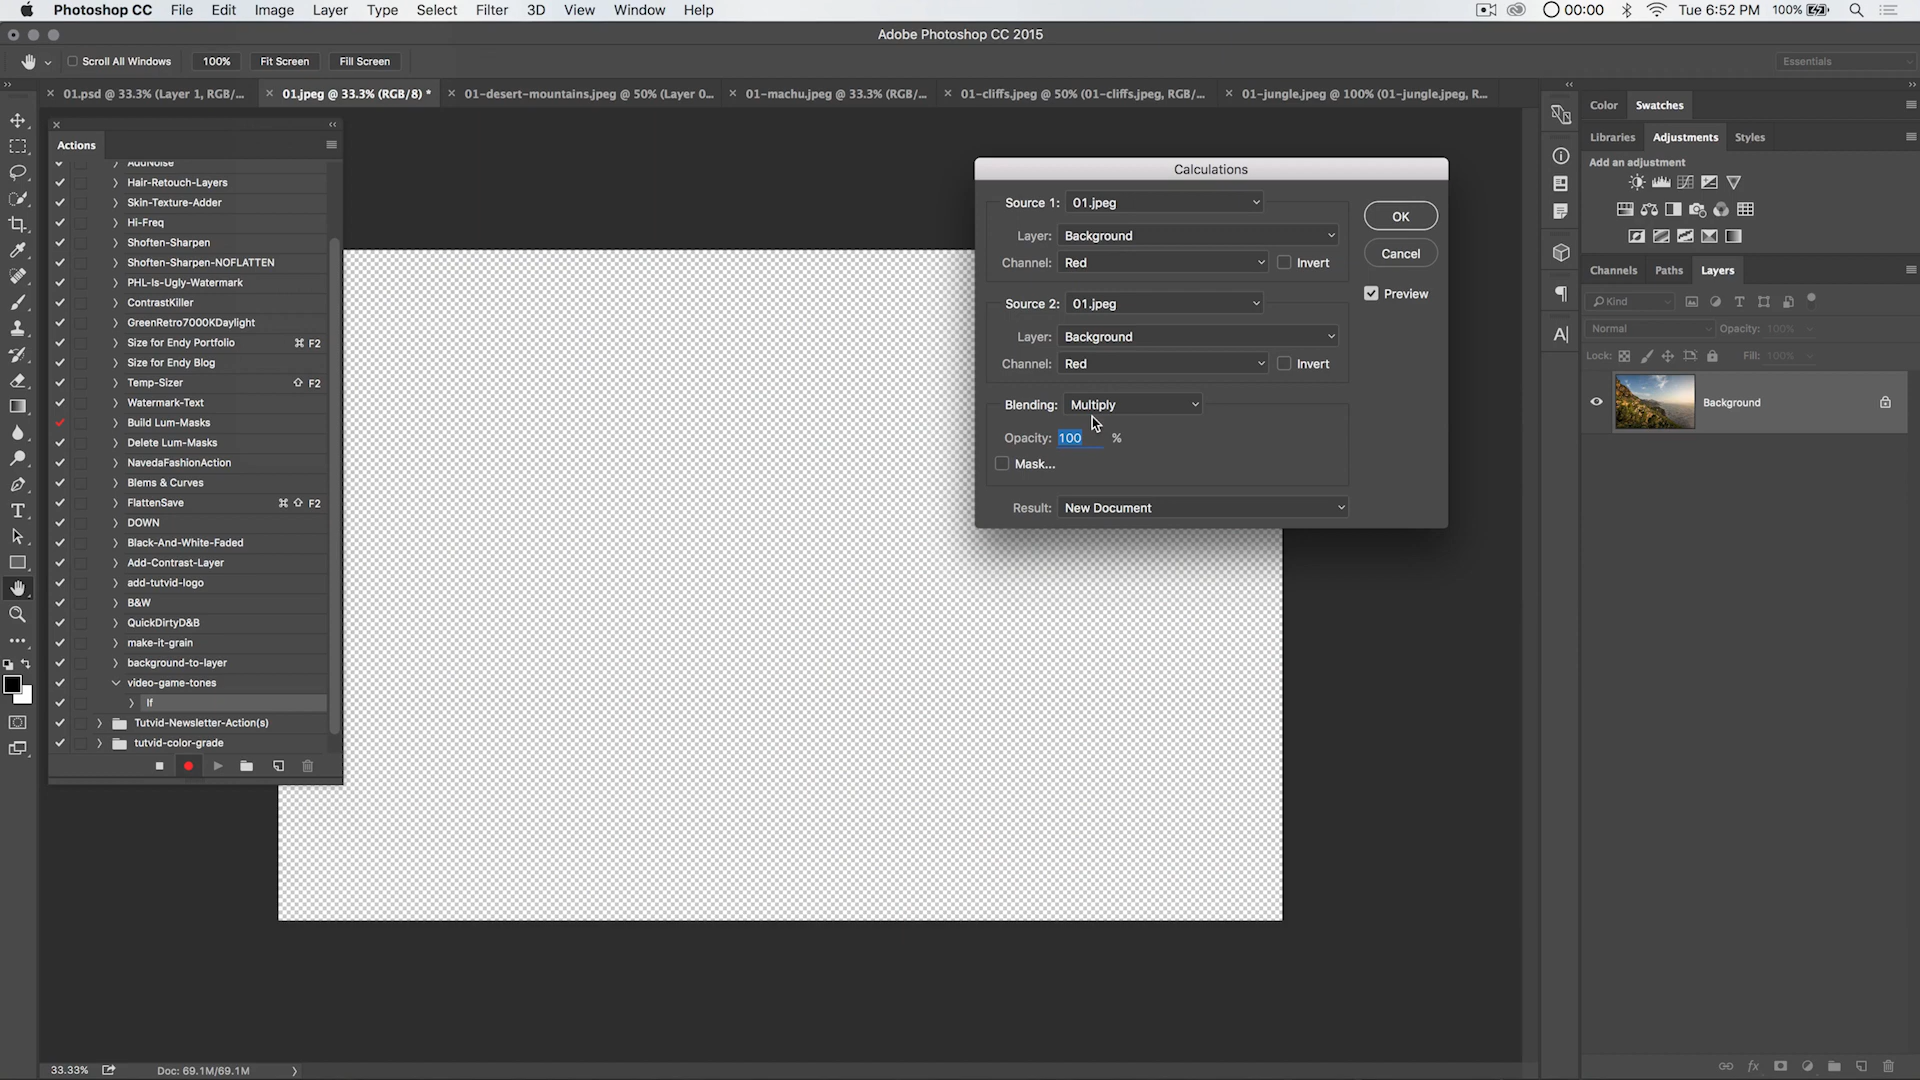 Photoshop CC File Edit Image Layer Type Select Filter 3D View Window Help 00:00 Tue 6:52 PM 100%
Adobe Photoshop CC 2015
Scroll All Windows 100% Fit Screen Fill Screen Essentials
01.psd @ 33.3% (Layer 1, RGB/... 01.jpeg @ 33.3% (RGB/8) * 01-desert-mountains.jpeg @ 50% (Layer 0... 01-machu.jpeg @ 33.3% (RGB/... 01-cliffs.jpeg @ 50% (01-cliffs.jpeg, RGB/... 01-jungle.jpeg @ 100% (01-jungle.jpeg, R...
Actions
AddNoise
Hair-Retouch-Layers
Skin-Texture-Adder
Hi-Freq
Shoften-Sharpen
Shoften-Sharpen-NOFLATTEN
PHL-Is-Ugly-Watermark
ContrastKiller
GreenRetro7000KDaylight
Size for Endy Portfolio ⌘ F2
Size for Endy Blog
Temp-Sizer ⇧ F2
Watermark-Text
Build Lum-Masks
Delete Lum-Masks
NavedaFashionAction
Blems & Curves
FlattenSave ⌘ ⇧ F2
DOWN
Black-And-White-Faded
Add-Contrast-Layer
add-tutvid-logo
B&W
QuickDirtyD&B
make-it-grain
background-to-layer
video-game-tones
If
Tutvid-Newsletter-Action(s)
tutvid-color-grade
Calculations
Source 1: 01.jpeg
Layer: Background
Channel: Red Invert
Source 2: 01.jpeg
Layer: Background
Channel: Red Invert
Blending: Multiply
Opacity: 100 %
Mask...
Result: New Document
OK
Cancel
Preview
Color Swatches
Libraries Adjustments Styles
Add an adjustment
Channels Paths Layers
Kind
Normal Opacity: 100%
Lock: Fill: 100%
Background
33.33% Doc: 69.1M/69.1M